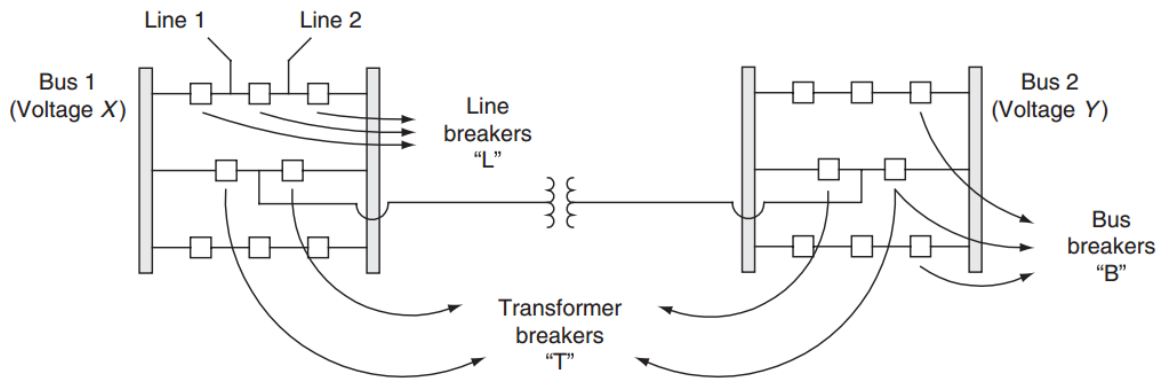 Line 1
Line 2
Bus 1
(Voltage X)
Line
breakers
“L”
Bus 2
(Voltage Y)
Bus
breakers
“B”
Transformer
breakers
“T”